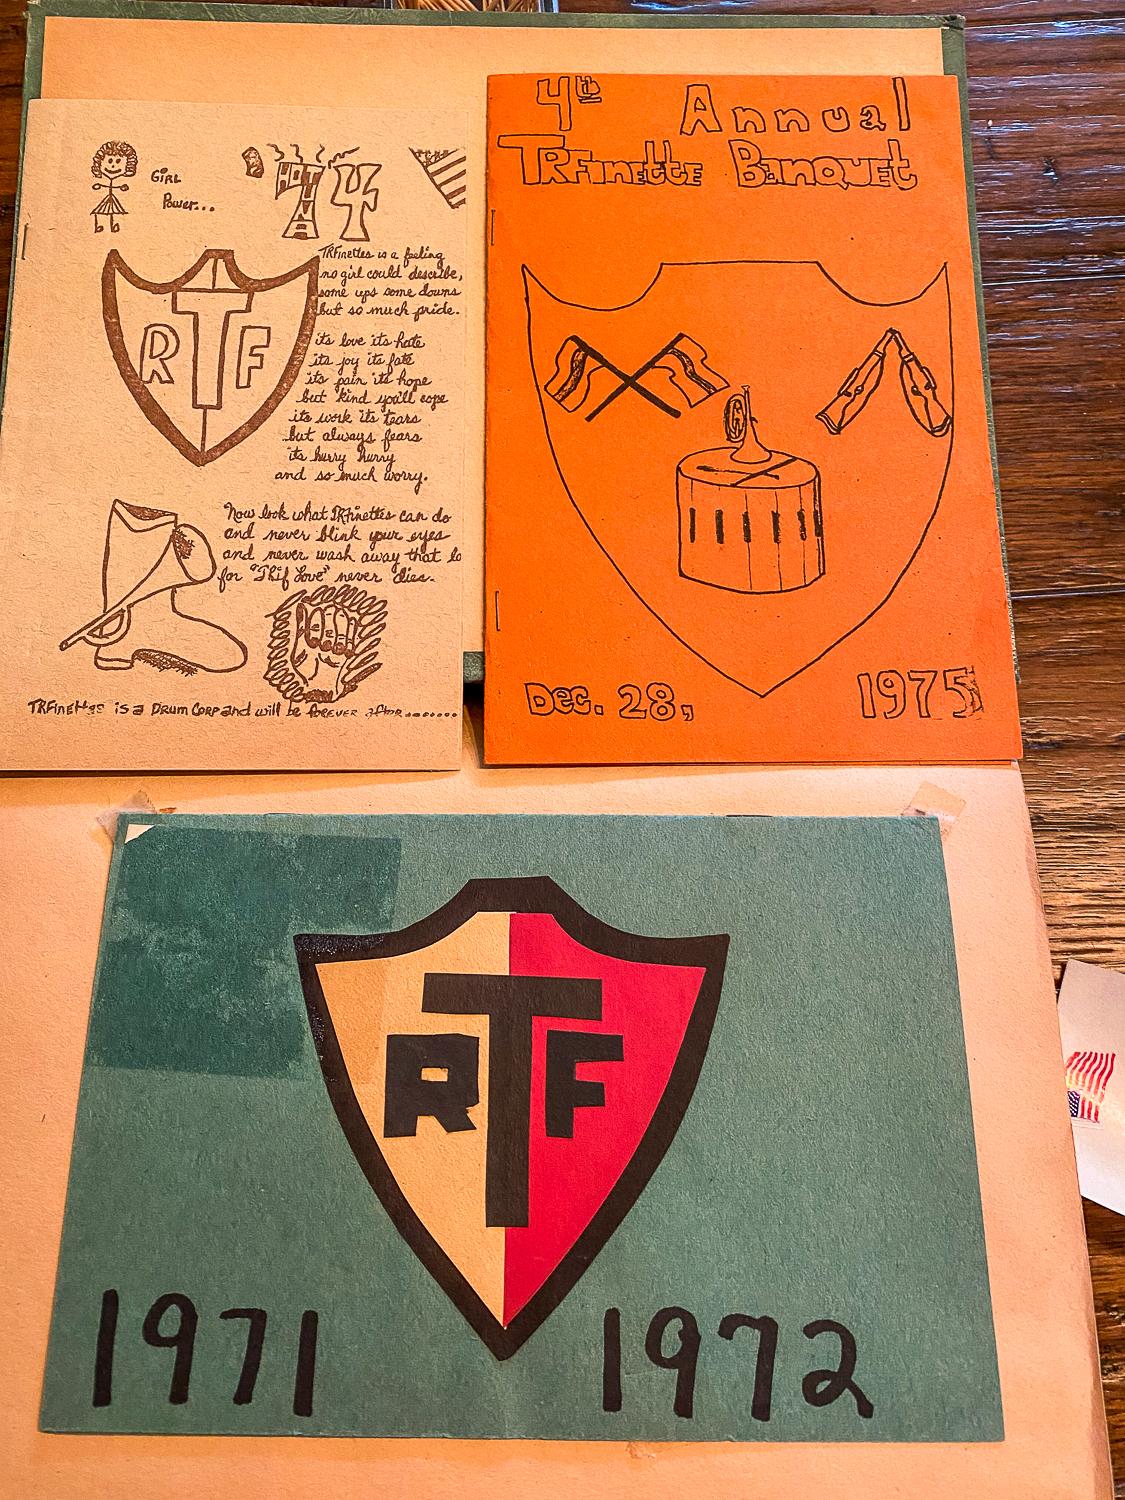 GIRL
Power...
HOT
TUNA
4
R T F
TRFinettes is a feeling
no girl could describe,
some ups some downs
but so much pride.
its love its hate
its joy its fate
its pain its hope
but kind you'll cope
its work its tears
but always fears
its hurry hurry
and so much worry.
Now look what TRFinettes can do
and never blink your eyes
and never wash away that lo
for "Thif Love" never dies.
TRFinettes is a Drum Corp and will be forever after.......
4th Annual
TRFinette Banquet
Dec. 28, 1975
R T F
1971 1972